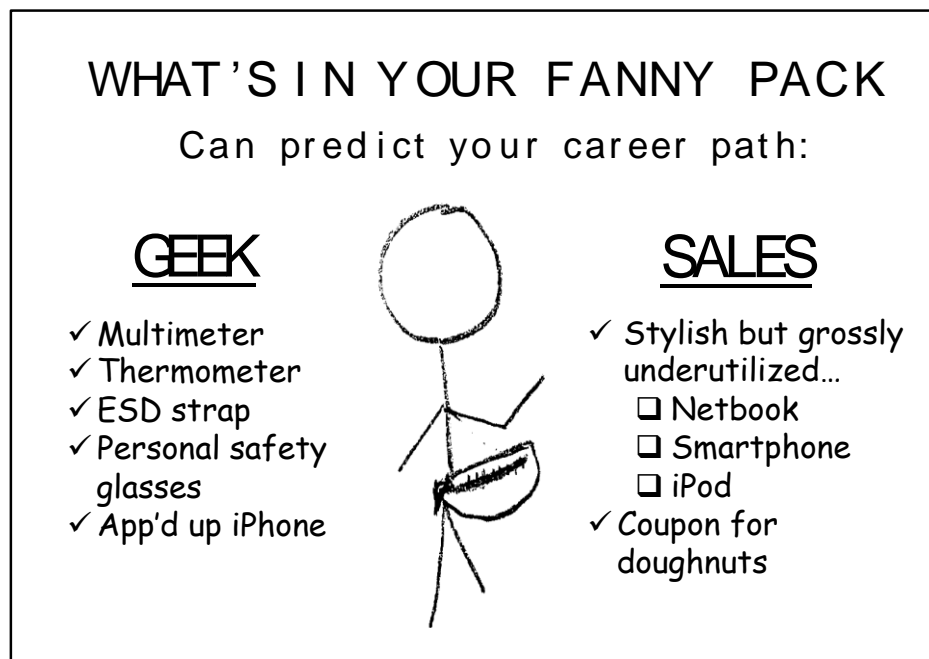 WHAT'S IN YOUR FANNY PACK
Can predict your career path:
GEEK
✓ Multimeter
✓ Thermometer
✓ ESD strap
✓ Personal safety
glasses
✓ App'd up iPhone
SALES
✓ Stylish but grossly
underutilized…
❑ Netbook
❑ Smartphone
❑ iPod
✓ Coupon for
doughnuts